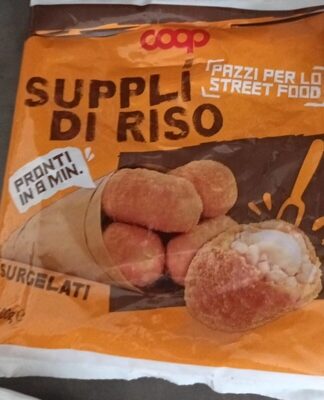 coop
PAZZI PER LO
STREET FOOD
SUPPLÌ
DI RISO
PRONTI
IN 8 MIN.
SURGELATI